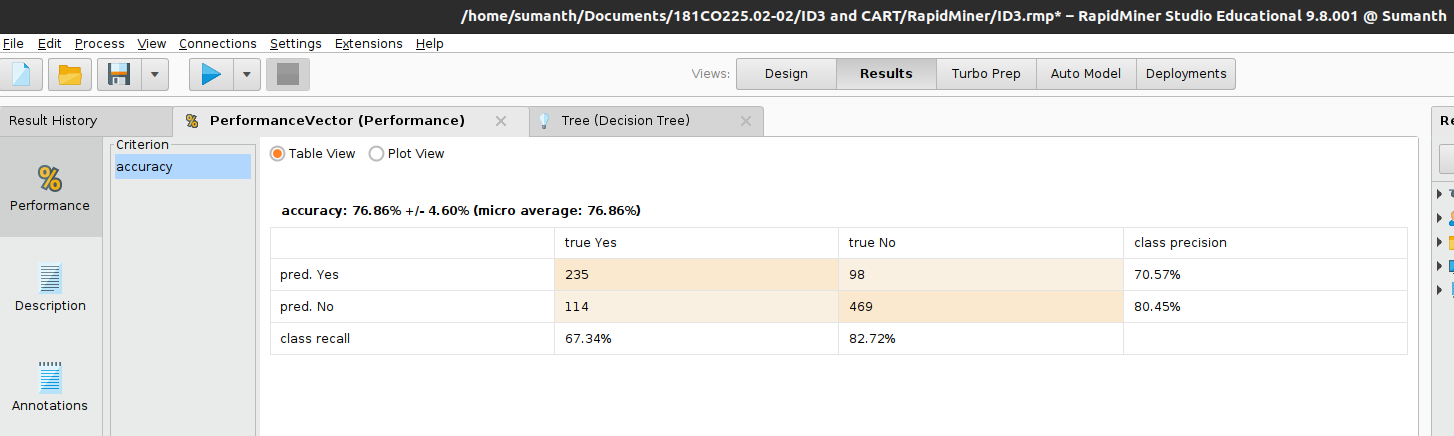 /home/sumanth/Documents/181CO225.02-02/ID3 and CART/RapidMiner/ID3.rmp* – RapidMiner Studio Educational 9.8.001 @ Sumanth
File Edit Process View Connections Settings Extensions Help
Views: Design Results Turbo Prep Auto Model Deployments
Result History % PerformanceVector (Performance) Tree (Decision Tree)
Criterion
accuracy
%
Performance
Description
Annotations
Table View Plot View
accuracy: 76.86% +/- 4.60% (micro average: 76.86%)
true Yes true No class precision
pred. Yes 235 98 70.57%
pred. No 114 469 80.45%
class recall 67.34% 82.72%